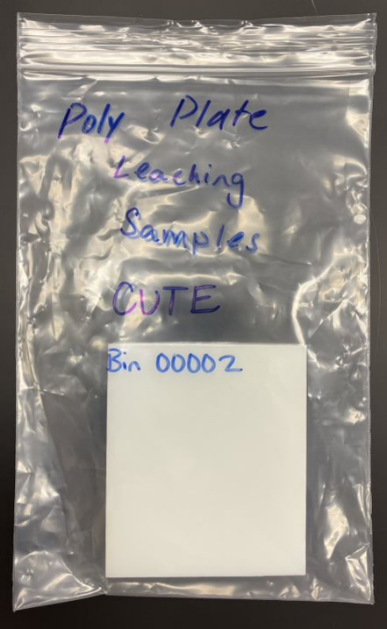 Poly Plate
Leaching
Samples
CUTE
Bin 00002